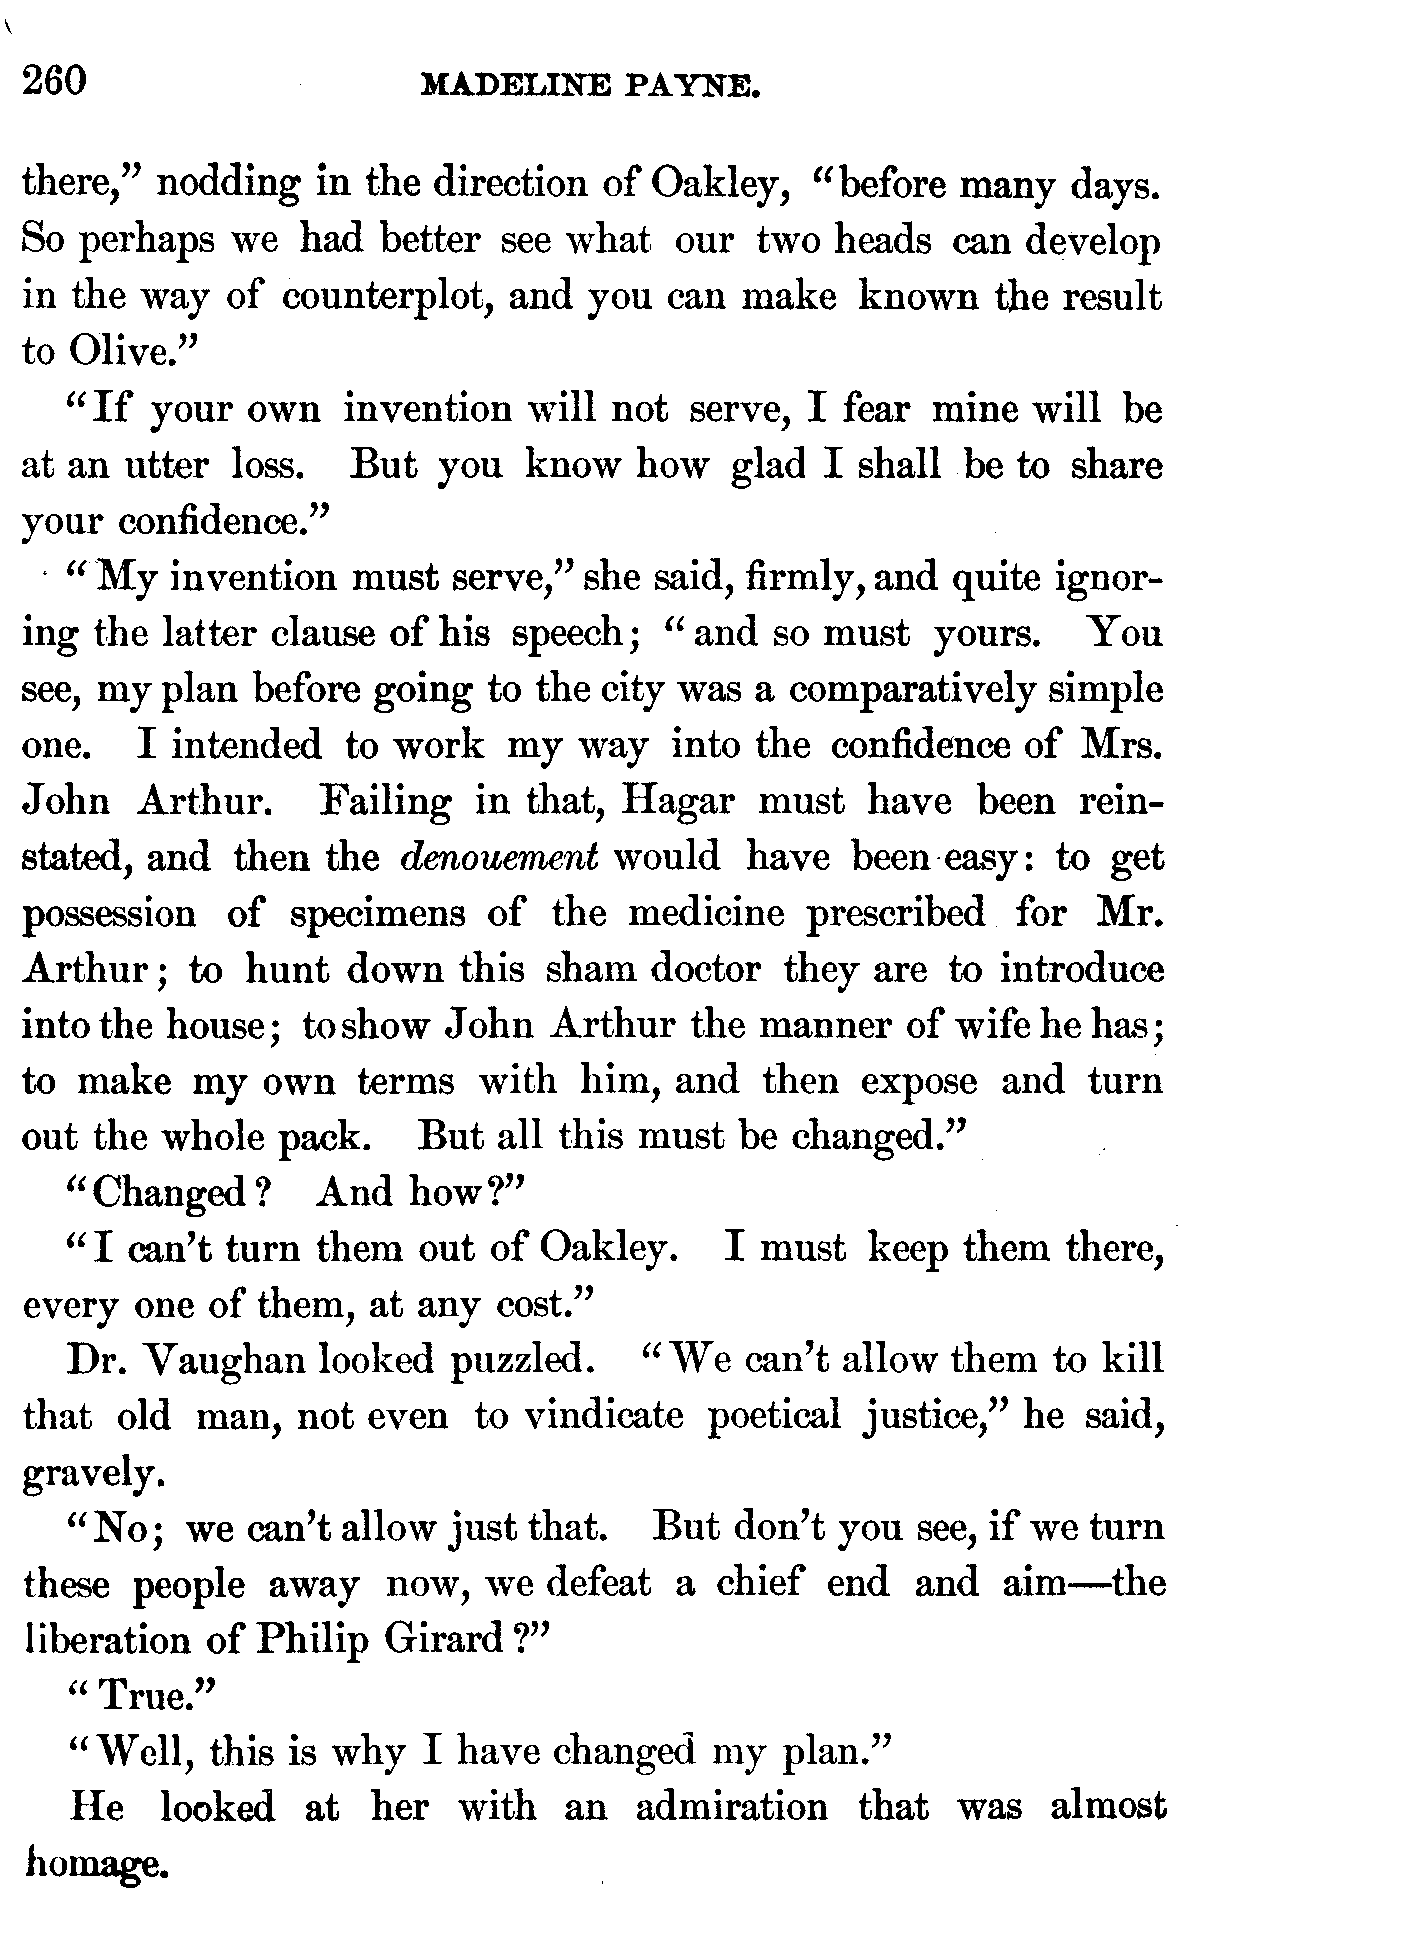 260 MADELINE PAYNE.
there,” nodding in the direction of Oakley, “before many days.
So perhaps we had better see what our two heads can develop
in the way of counterplot, and you can make known the result
to Olive.”
“If your own invention will not serve, I fear mine will be
at an utter loss. But you know how glad I shall be to share
your confidence.”
“My invention must serve,” she said, firmly, and quite ignor-
ing the latter clause of his speech; “and so must yours. You
see, my plan before going to the city was a comparatively simple
one. I intended to work my way into the confidence of Mrs.
John Arthur. Failing in that, Hagar must have been rein-
stated, and then the denouement would have been easy: to get
possession of specimens of the medicine prescribed for Mr.
Arthur; to hunt down this sham doctor they are to introduce
into the house; to show John Arthur the manner of wife he has;
to make my own terms with him, and then expose and turn
out the whole pack. But all this must be changed.”
“Changed? And how?”
“I can’t turn them out of Oakley. I must keep them there,
every one of them, at any cost.”
Dr. Vaughan looked puzzled. “We can’t allow them to kill
that old man, not even to vindicate poetical justice,” he said,
gravely.
“No; we can’t allow just that. But don’t you see, if we turn
these people away now, we defeat a chief end and aim—the
liberation of Philip Girard?”
“True.”
“Well, this is why I have changed my plan.”
He looked at her with an admiration that was almost
homage.